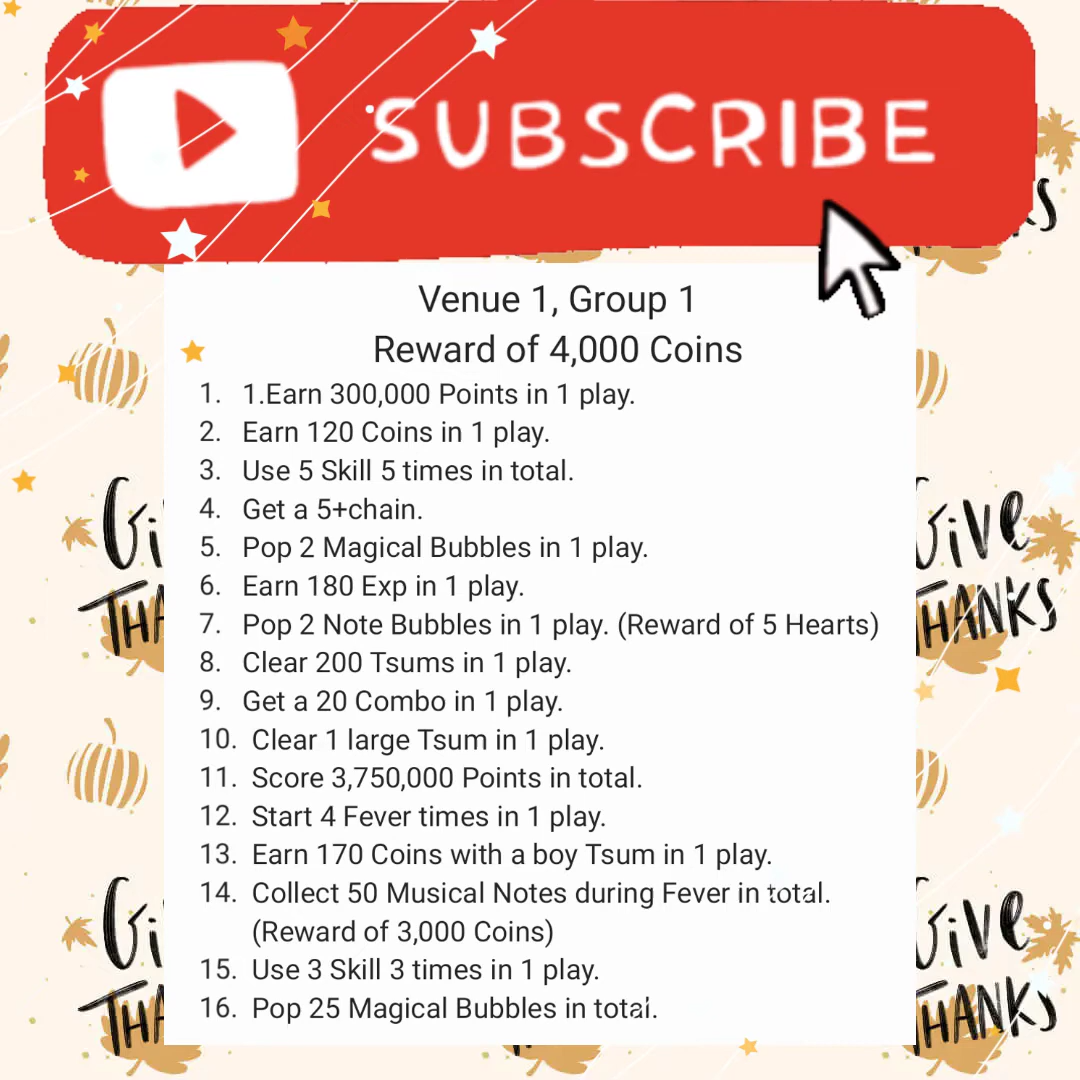 SUBSCRIBE
Venue 1, Group 1
Reward of 4,000 Coins
1. 1.Earn 300,000 Points in 1 play.
2. Earn 120 Coins in 1 play.
3. Use 5 Skill 5 times in total.
4. Get a 5+chain.
5. Pop 2 Magical Bubbles in 1 play.
6. Earn 180 Exp in 1 play.
7. Pop 2 Note Bubbles in 1 play. (Reward of 5 Hearts)
8. Clear 200 Tsums in 1 play.
9. Get a 20 Combo in 1 play.
10. Clear 1 large Tsum in 1 play.
11. Score 3,750,000 Points in total.
12. Start 4 Fever times in 1 play.
13. Earn 170 Coins with a boy Tsum in 1 play.
14. Collect 50 Musical Notes during Fever in total.
(Reward of 3,000 Coins)
15. Use 3 Skill 3 times in 1 play.
16. Pop 25 Magical Bubbles in total.
Gi
THA
Give
THANKS
Gi
THA
Give
THANKS